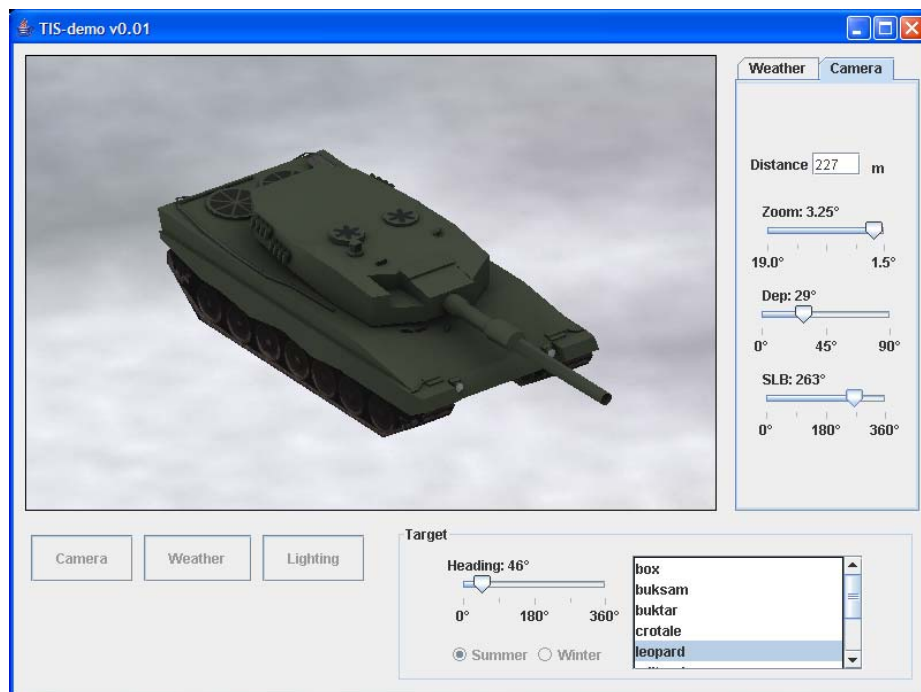 TIS-demo v0.01
Weather Camera
Distance 227 m
Zoom: 3.25°
19.0° 1.5°
Dep: 29°
0° 45° 90°
SLB: 263°
0° 180° 360°
Camera Weather Lighting
Target
Heading: 46°
0° 180° 360°
Summer Winter
box
buksam
buktar
crotale
leopard